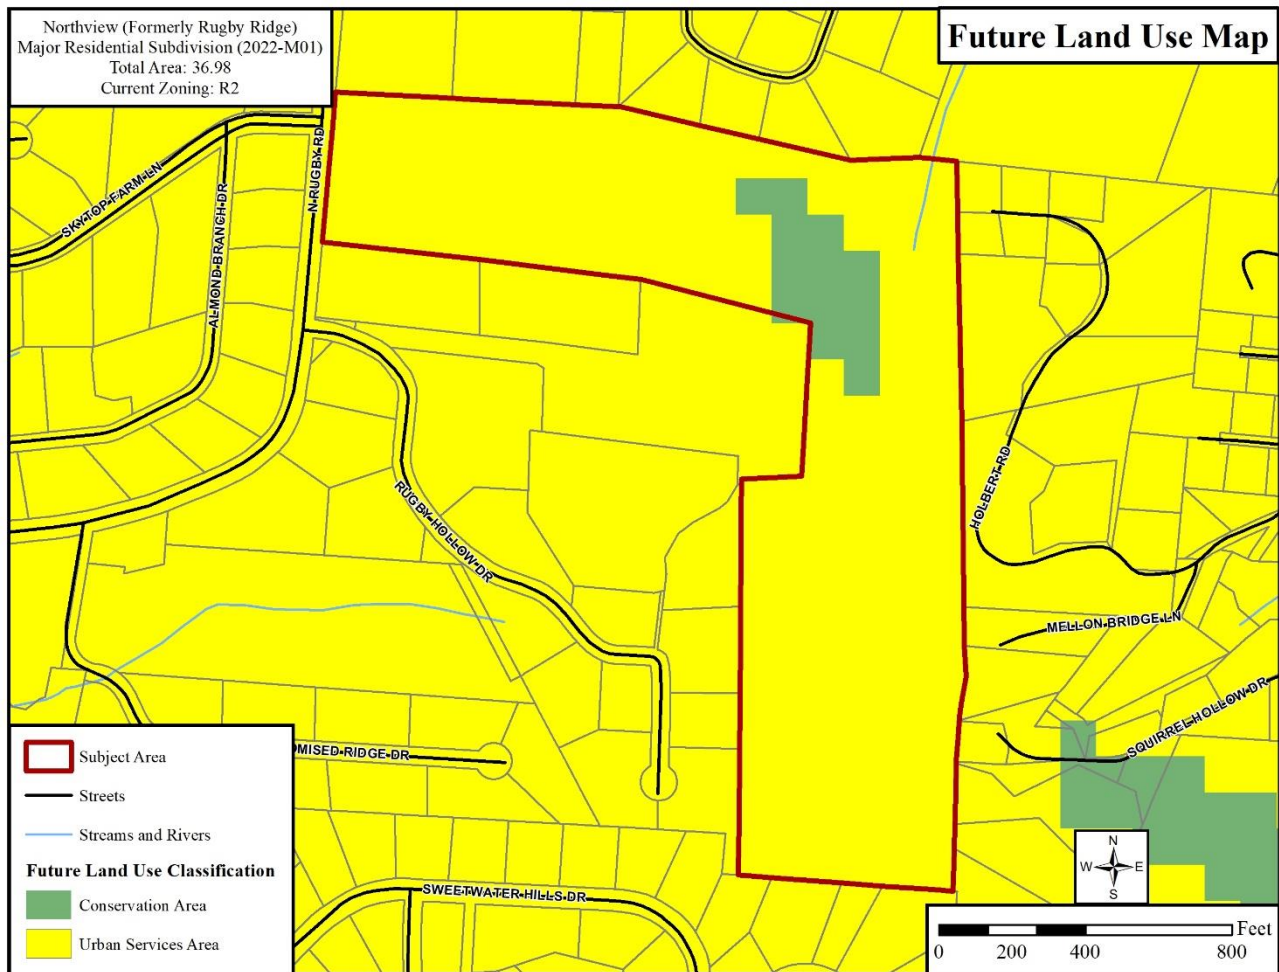 Northview (Formerly Rugby Ridge)
Major Residential Subdivision (2022-M01)
Total Area: 36.98
Current Zoning: R2
Future Land Use Map
SKYTOP FARM LN
ALMOND BRANCH DR
N RUGBY RD
RUGBY HOLLOW DR
HOLBERT RD
MELLON BRIDGE LN
SQUIRREL HOLLOW DR
OMISED RIDGE DR
SWEETWATER HILLS DR
Subject Area
Streets
Streams and Rivers
Future Land Use Classification
Conservation Area
Urban Services Area
N
W E
S
Feet
0 200 400 800